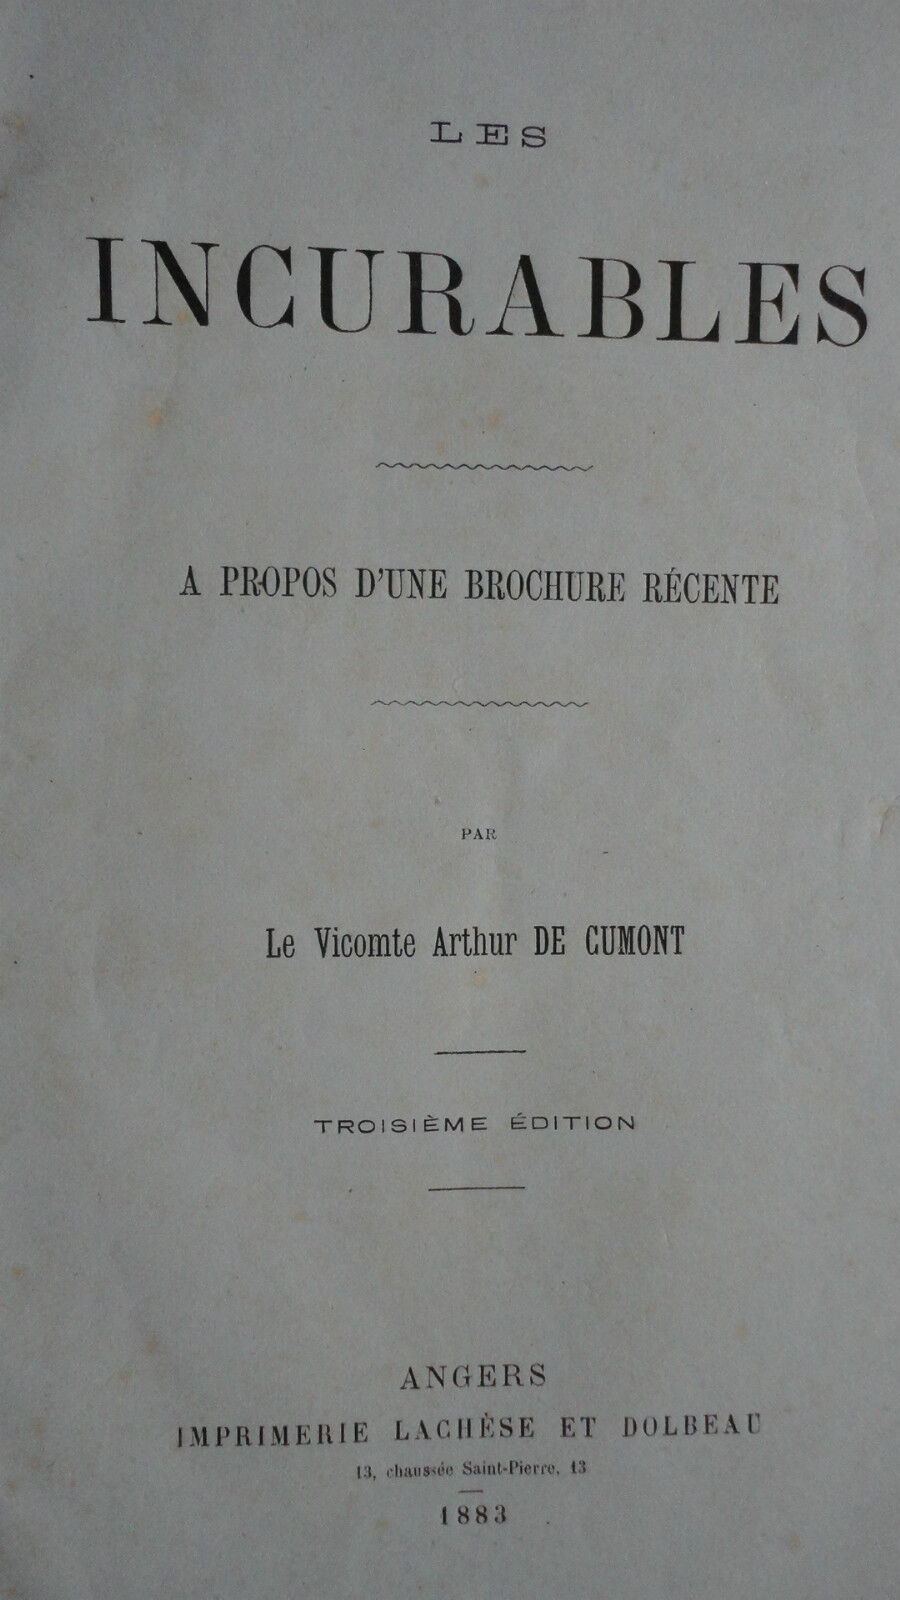 LES
INCURABLES
A PROPOS D'UNE BROCHURE RÉCENTE
PAR
Le Vicomte Arthur DE CUMONT
TROISIÈME ÉDITION
ANGERS
IMPRIMERIE LACHÈSE ET DOLBEAU
13, chaussée Saint-Pierre, 13
1883